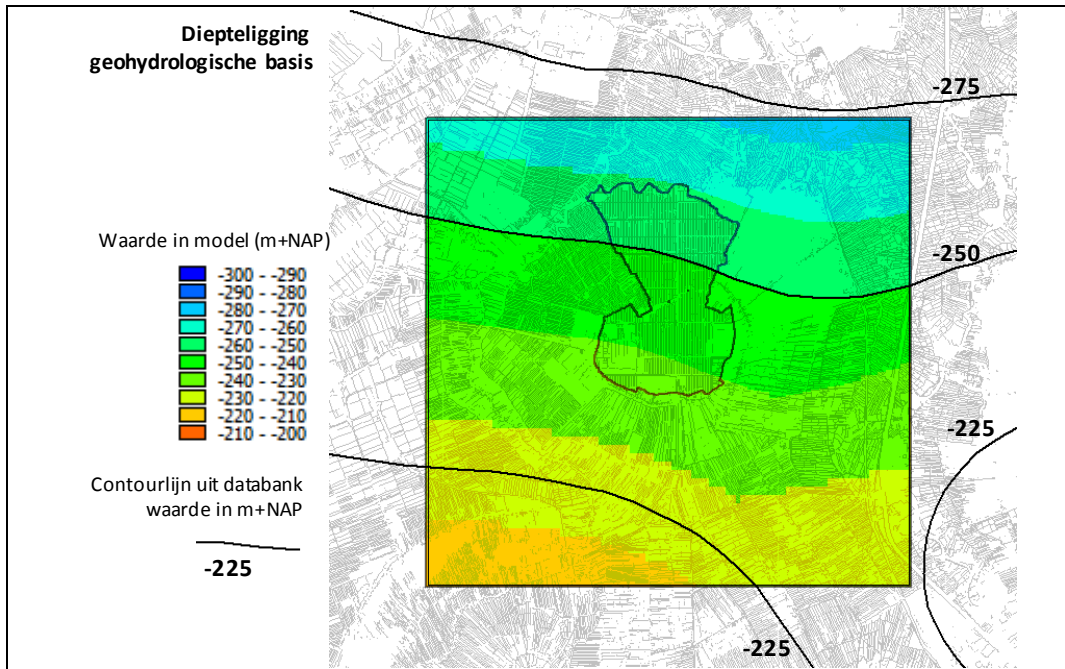 Diepteligging
geohydrologische basis
-275
Waarde in model (m+NAP)
-300 - -290
-290 - -280
-280 - -270
-270 - -260
-260 - -250
-250 - -240
-240 - -230
-230 - -220
-220 - -210
-210 - -200
-250
-225
Contourlijn uit databank
waarde in m+NAP
-225
-225